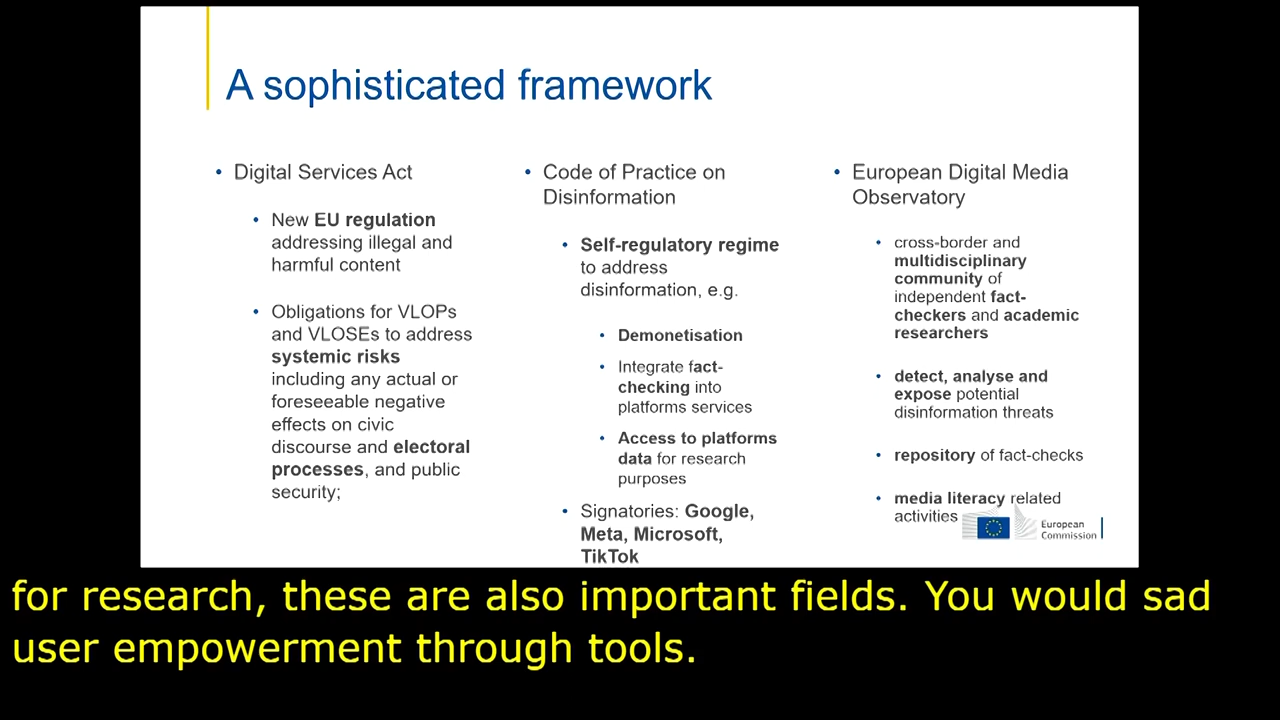 A sophisticated framework
• Digital Services Act
• New EU regulation
addressing illegal and
harmful content
• Obligations for VLOPs
and VLOSEs to address
systemic risks
including any actual or
foreseeable negative
effects on civic
discourse and electoral
processes, and public
security;
• Code of Practice on
Disinformation
• Self-regulatory regime
to address
disinformation, e.g.
• Demonetisation
• Integrate fact-
checking into
platforms services
• Access to platforms
data for research
purposes
• Signatories: Google,
Meta, Microsoft,
TikTok
• European Digital Media
Observatory
• cross-border and
multidisciplinary
community of
independent fact-
checkers and academic
researchers
• detect, analyse and
expose potential
disinformation threats
• repository of fact-checks
• media literacy related
activities
European
Commission
for research, these are also important fields. You would sad
user empowerment through tools.